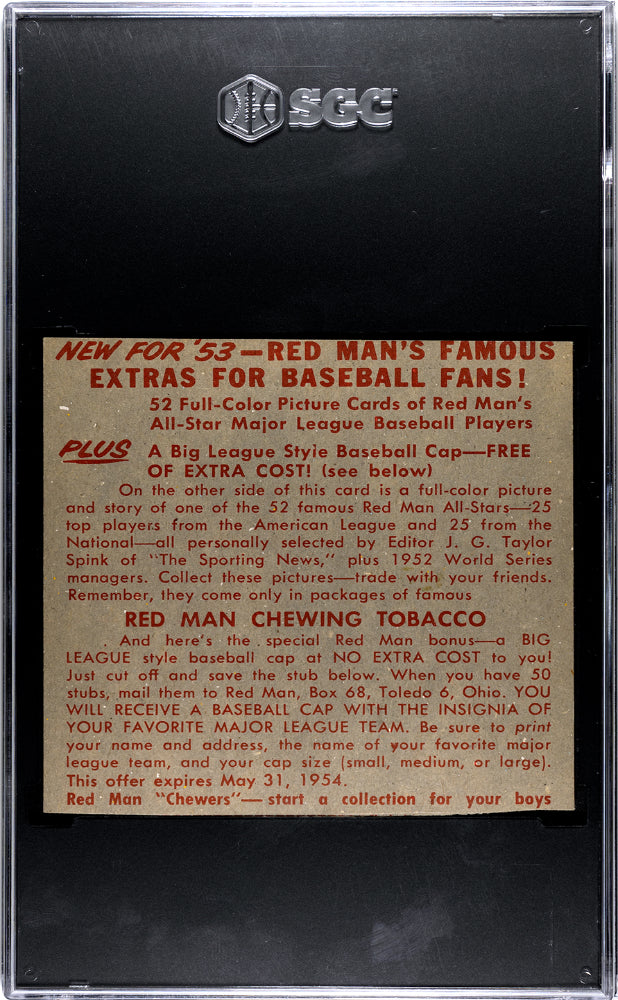 SGC
NEW FOR '53—RED MAN'S FAMOUS
EXTRAS FOR BASEBALL FANS!
52 Full-Color Picture Cards of Red Man's
All-Star Major League Baseball Players
PLUS A Big League Style Baseball Cap—FREE
OF EXTRA COST! (see below)
On the other side of this card is a full-color picture
and story of one of the 52 famous Red Man All-Stars—25
top players from the American League and 25 from the
National—all personally selected by Editor J. G. Taylor
Spink of "The Sporting News," plus 1952 World Series
managers. Collect these pictures—trade with your friends.
Remember, they come only in packages of famous
RED MAN CHEWING TOBACCO
And here's the special Red Man bonus—a BIG
LEAGUE style baseball cap at NO EXTRA COST to you!
Just cut off and save the stub below. When you have 50
stubs, mail them to Red Man, Box 68, Toledo 6, Ohio. YOU
WILL RECEIVE A BASEBALL CAP WITH THE INSIGNIA OF
YOUR FAVORITE MAJOR LEAGUE TEAM. Be sure to print
your name and address, the name of your favorite major
league team, and your cap size (small, medium, or large).
This offer expires May 31, 1954.
Red Man "Chewers"—start a collection for your boys